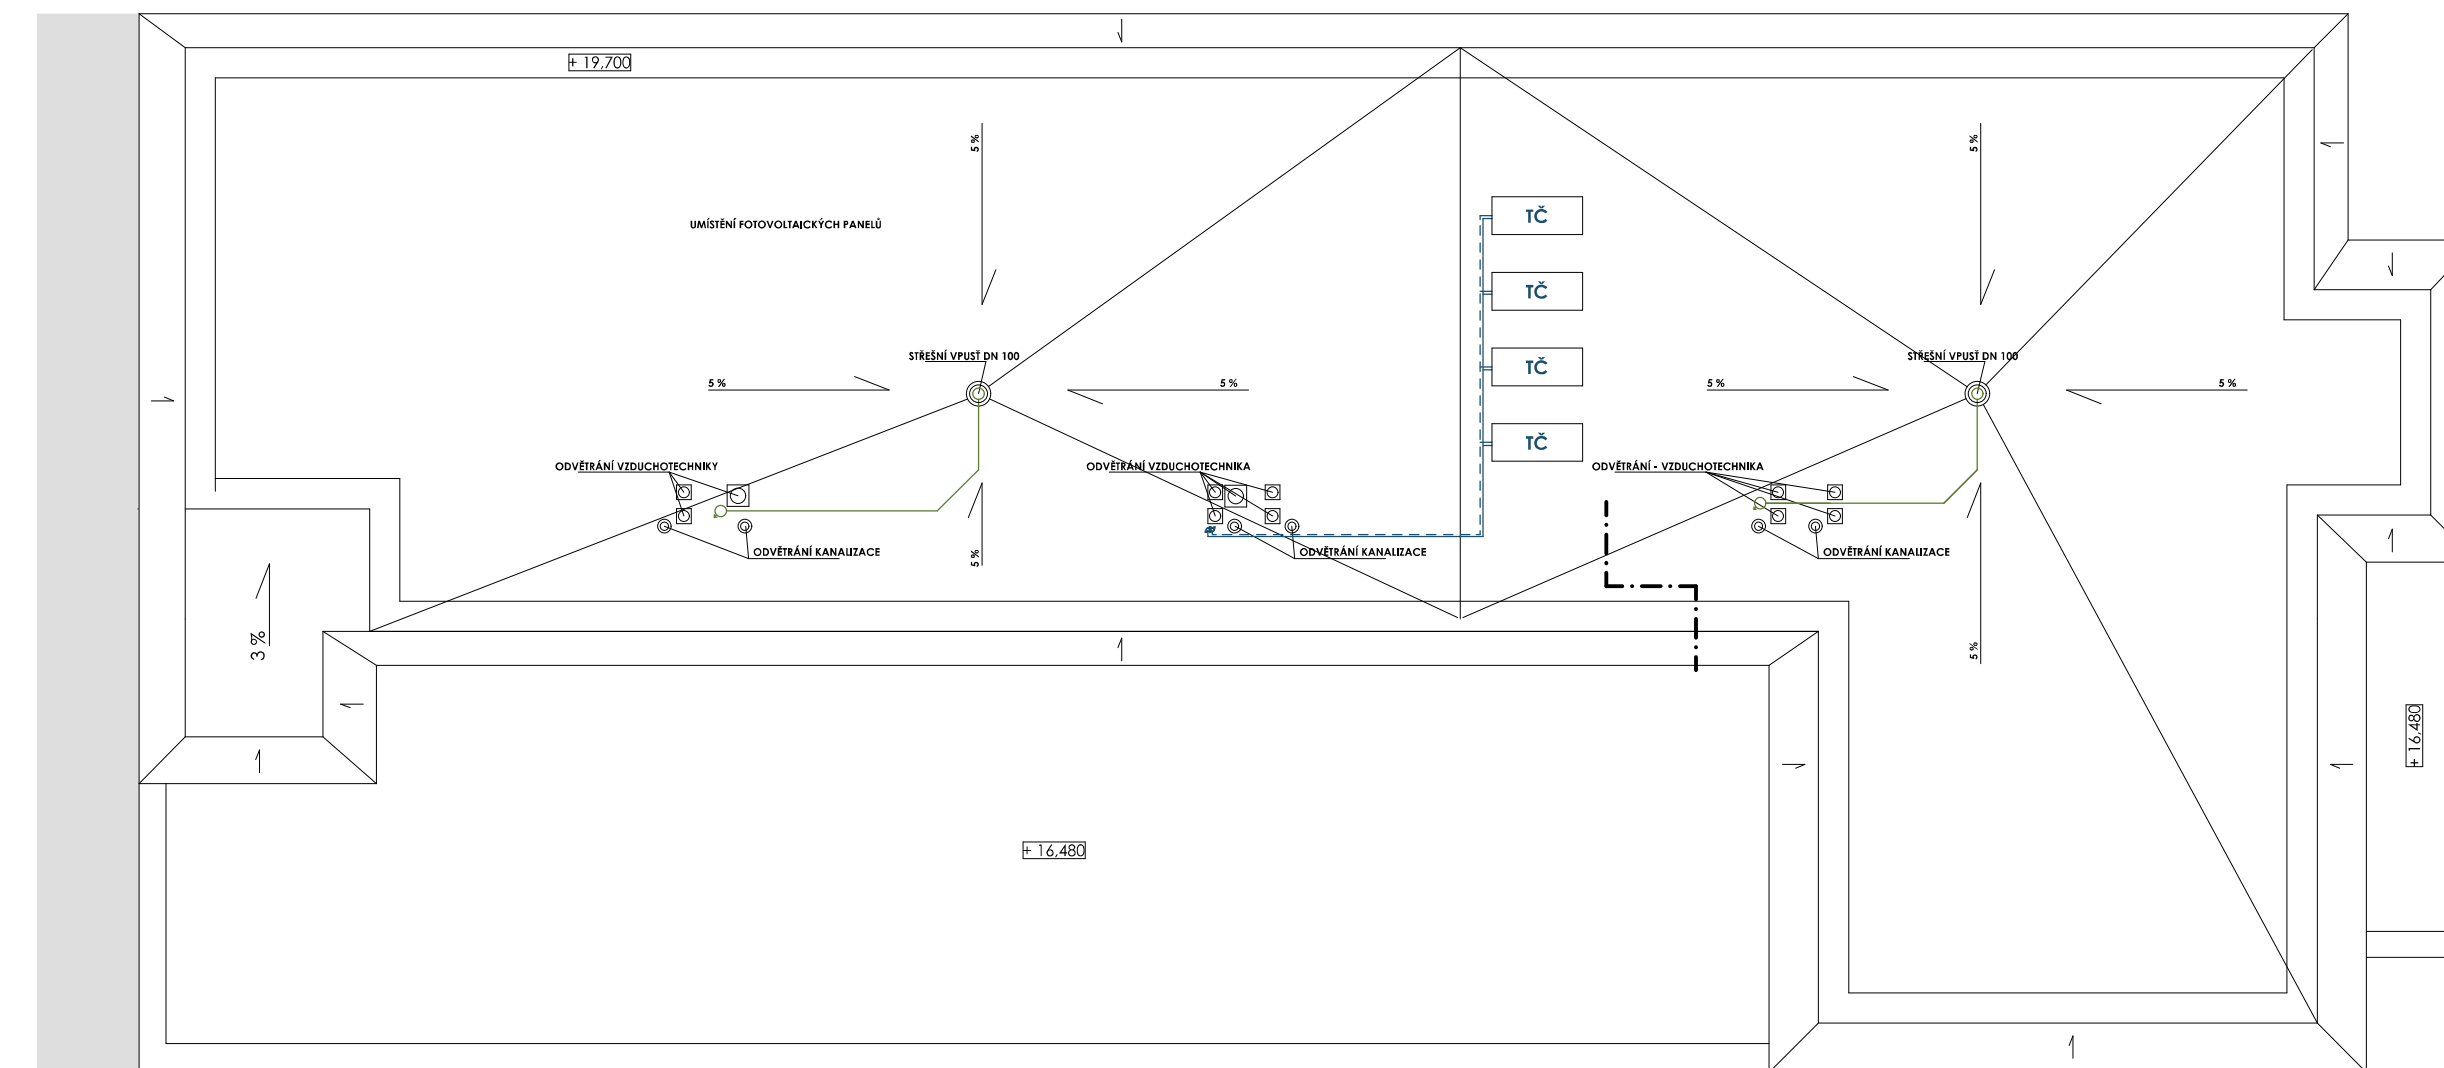 + 19,700
5 %
5 %
UMÍSTĚNÍ FOTOVOLTAICKÝCH PANELŮ
TČ
TČ
STŘEŠNÍ VPUSŤ DN 100
STŘEŠNÍ VPUSŤ DN 100
TČ
5 %
5 %
5 %
5 %
TČ
ODVĚTRÁNÍ VZDUCHOTECHNIKY
ODVĚTRÁNÍ VZDUCHOTECHNIKA
ODVĚTRÁNÍ - VZDUCHOTECHNIKA
ODVĚTRÁNÍ KANALIZACE
ODVĚTRÁNÍ KANALIZACE
ODVĚTRÁNÍ KANALIZACE
5 %
3 %
5 %
+ 16,480
+ 16,480